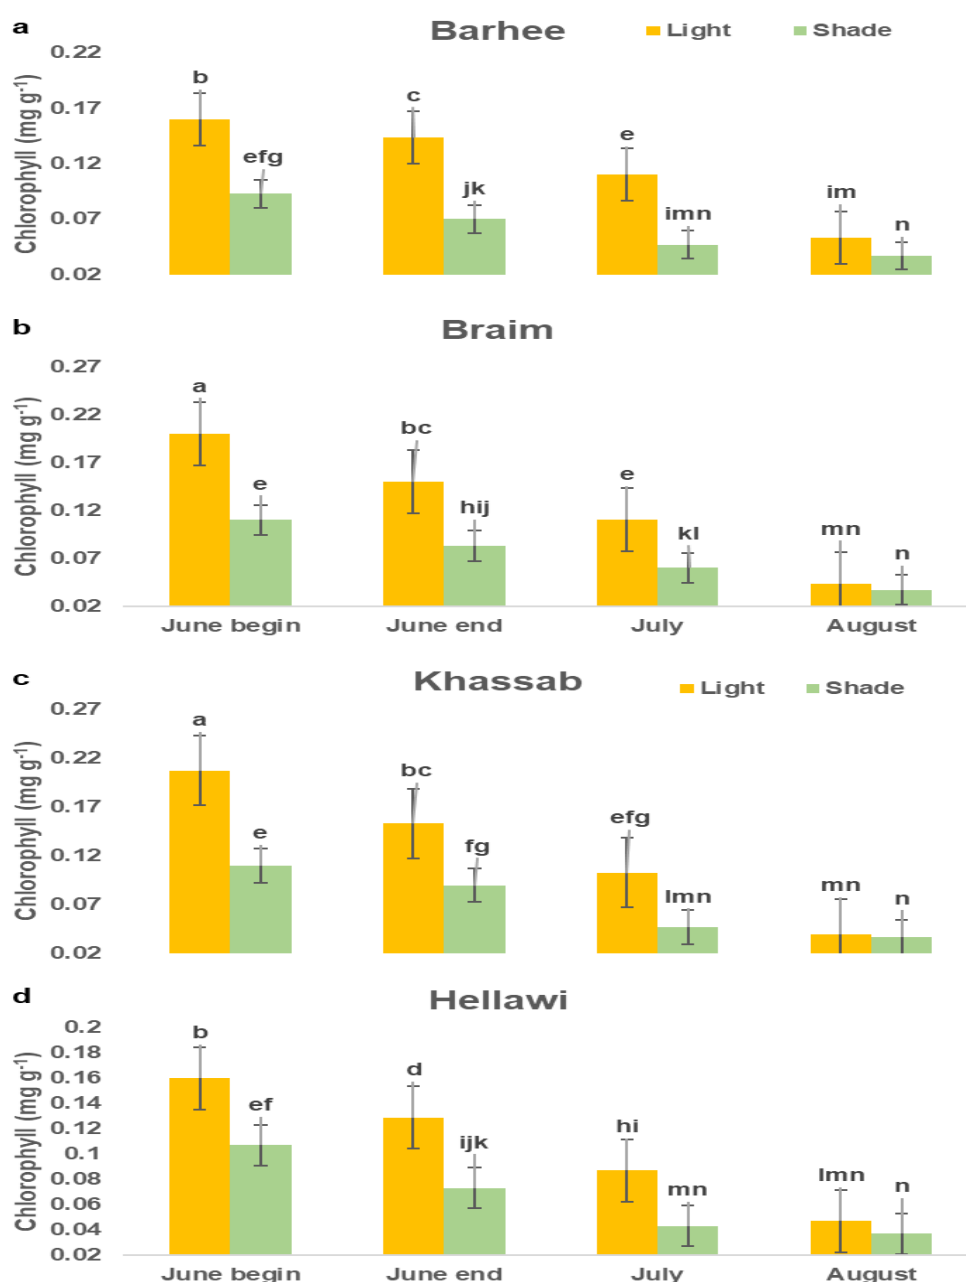 a
Barhee
Light
Shade
Chlorophyll (mg g-1)
0.22
0.17
0.12
0.07
0.02
b
efg
c
jk
e
imn
im
n
b
Braim
Chlorophyll (mg g-1)
0.27
0.22
0.17
0.12
0.07
0.02
a
e
bc
hij
e
kl
mn
n
June begin
June end
July
August
c
Khassab
Light
Shade
Chlorophyll (mg g-1)
0.27
0.22
0.17
0.12
0.07
0.02
a
e
bc
fg
efg
lmn
mn
n
d
Hellawi
Chlorophyll (mg g-1)
0.2
0.18
0.16
0.14
0.12
0.1
0.08
0.06
0.04
0.02
b
ef
d
ijk
hi
mn
lmn
n
June begin
June end
July
August